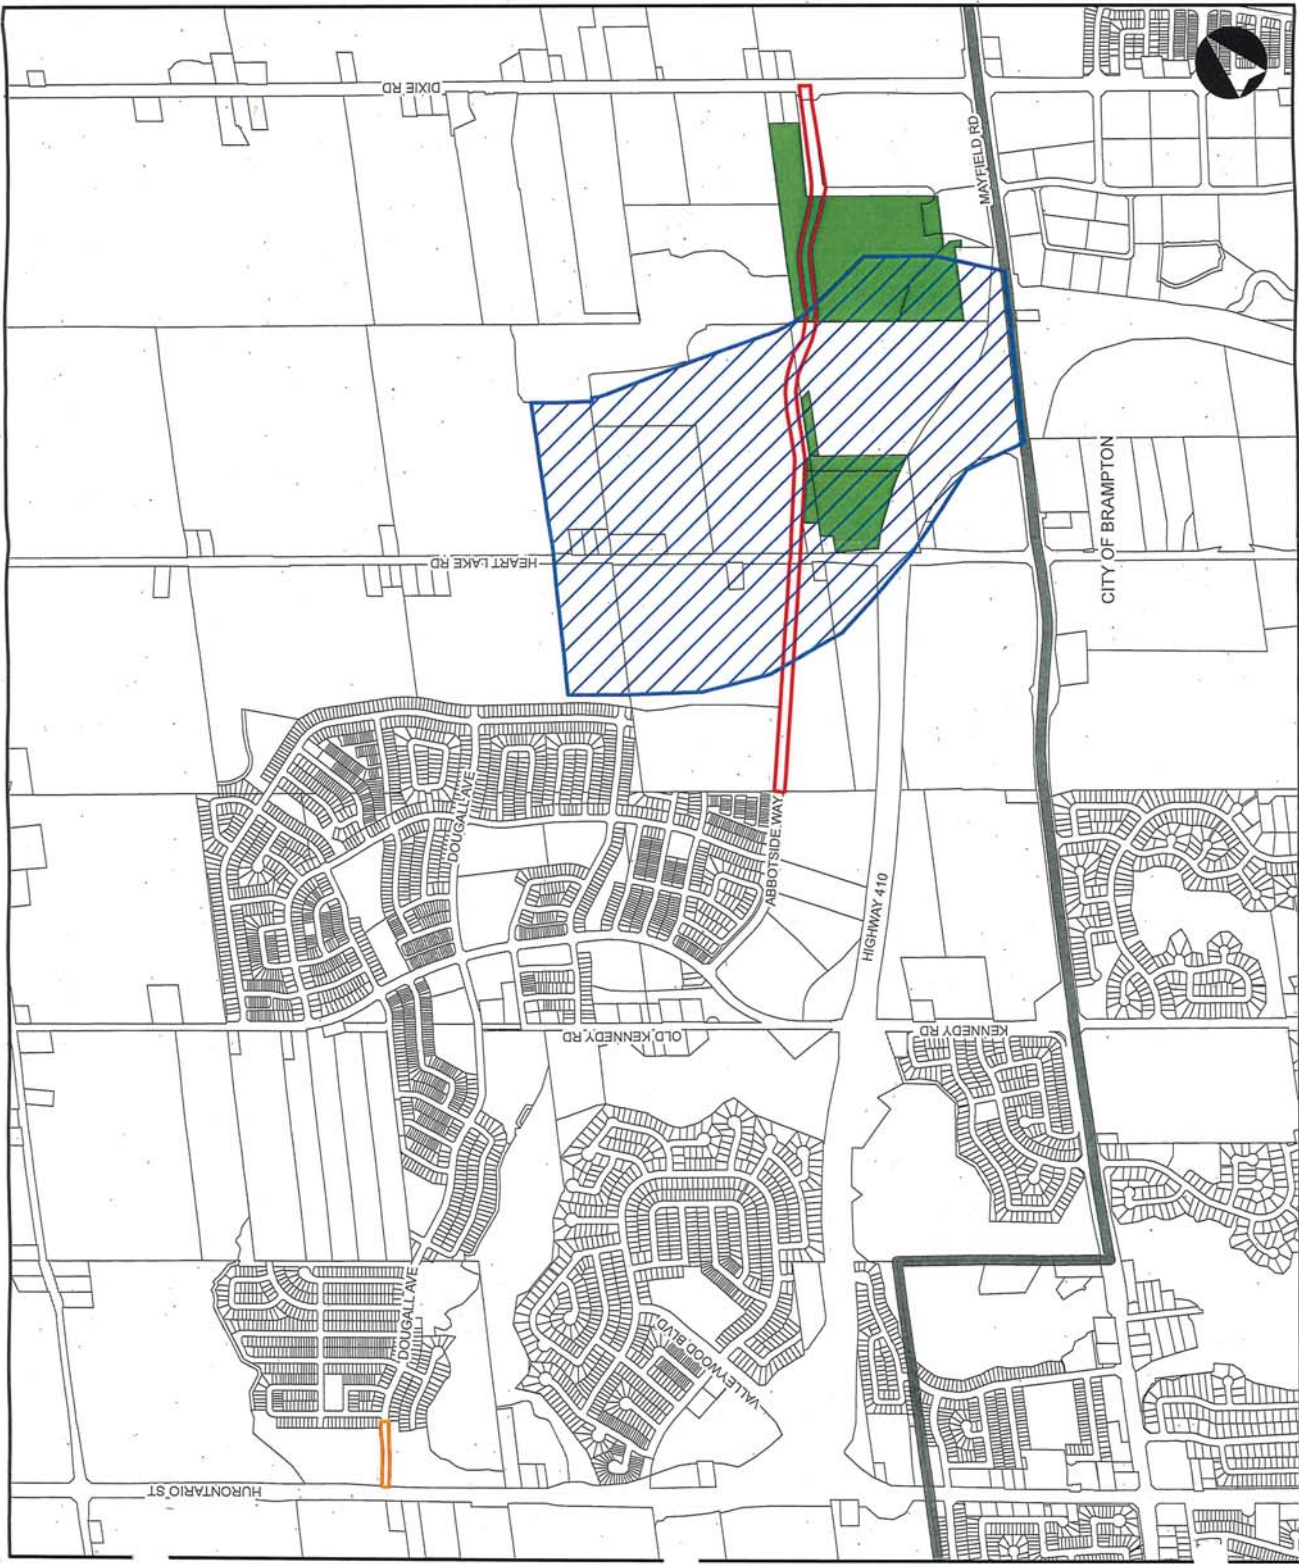 DIXIE RD
MAYFIELD RD
CITY OF BRAMPTON
HEART LAKE RD
DOUGALL AVE
ABBOTSIDE WAY
HIGHWAY 410
OLD KENNEDY RD
KENNEDY RD
DOUGALL AVE
VALLEYWOOD BLVD
HURONTARIO ST